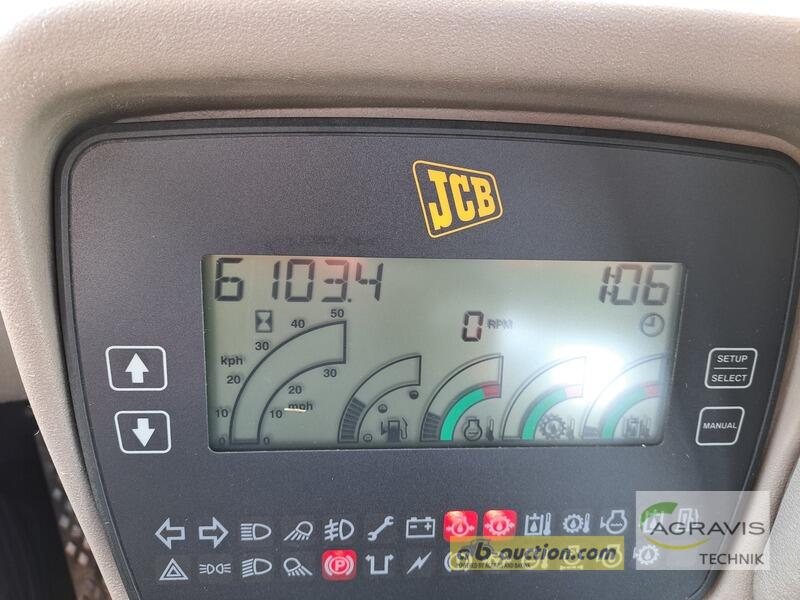 JCB
6103.4 1:06
50
40
0 RPM
30
kph
30
20
20
mph
10
10
0
0
SETUP
SELECT
MANUAL
AGRAVIS
TECHNIK
ab-auction.com